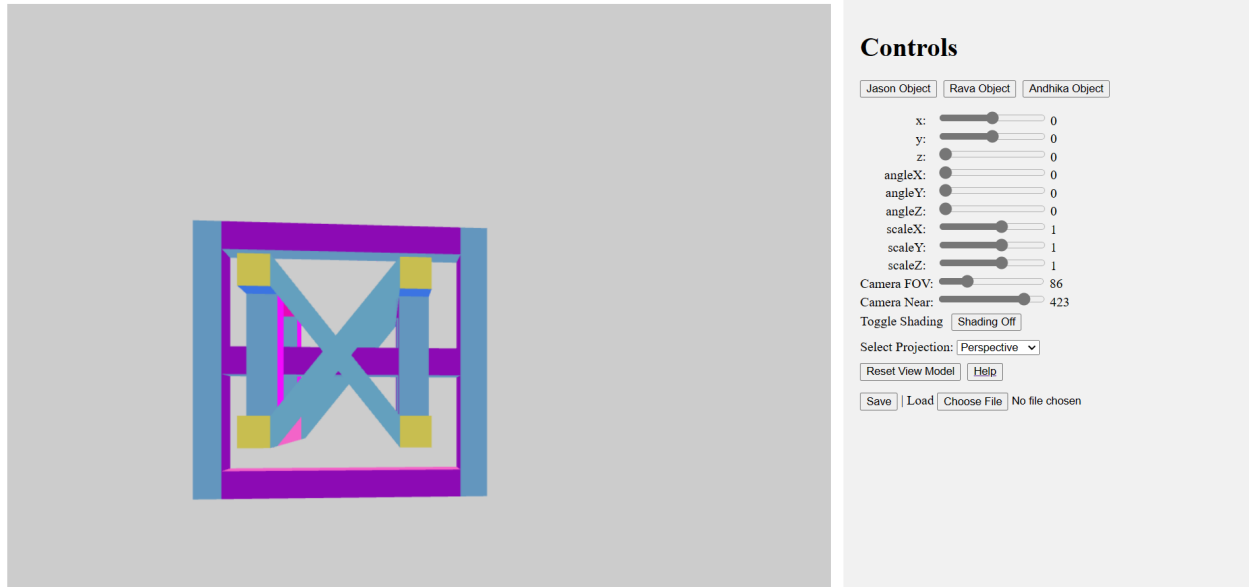 Controls
Jason Object Rava Object Andhika Object
x: 0
y: 0
z: 0
angleX: 0
angleY: 0
angleZ: 0
scaleX: 1
scaleY: 1
scaleZ: 1
Camera FOV: 86
Camera Near: 423
Toggle Shading Shading Off
Select Projection: Perspective
Reset View Model Help
Save | Load Choose File No file chosen